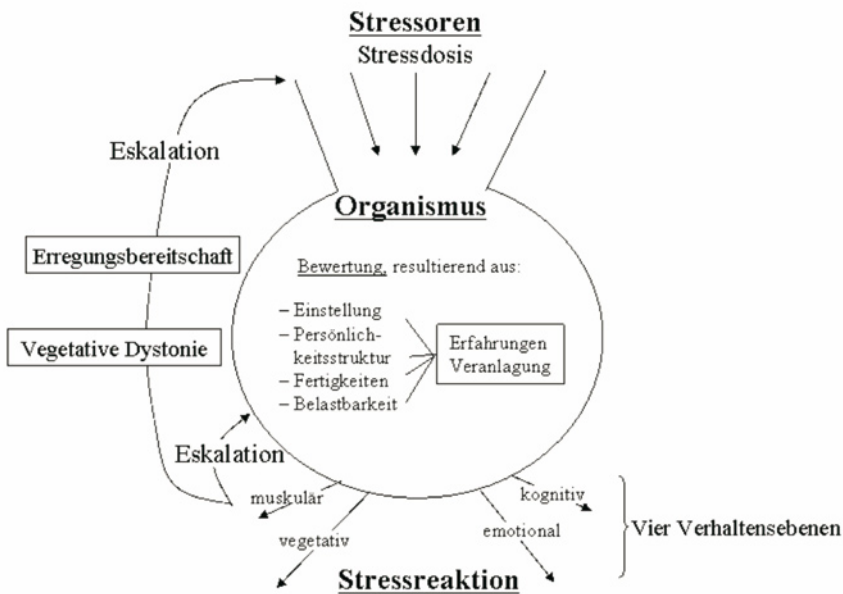 Stressoren
Stressdosis
Eskalation
Organismus
Erregungsbereitschaft
Bewertung, resultierend aus:
– Einstellung
– Persönlich-
keitsstruktur
– Fertigkeiten
– Belastbarkeit
Erfahrungen
Veranlagung
Vegetative Dystonie
Eskalation
muskulär
vegetativ
emotional
kognitiv
Vier Verhaltensebenen
Stressreaktion